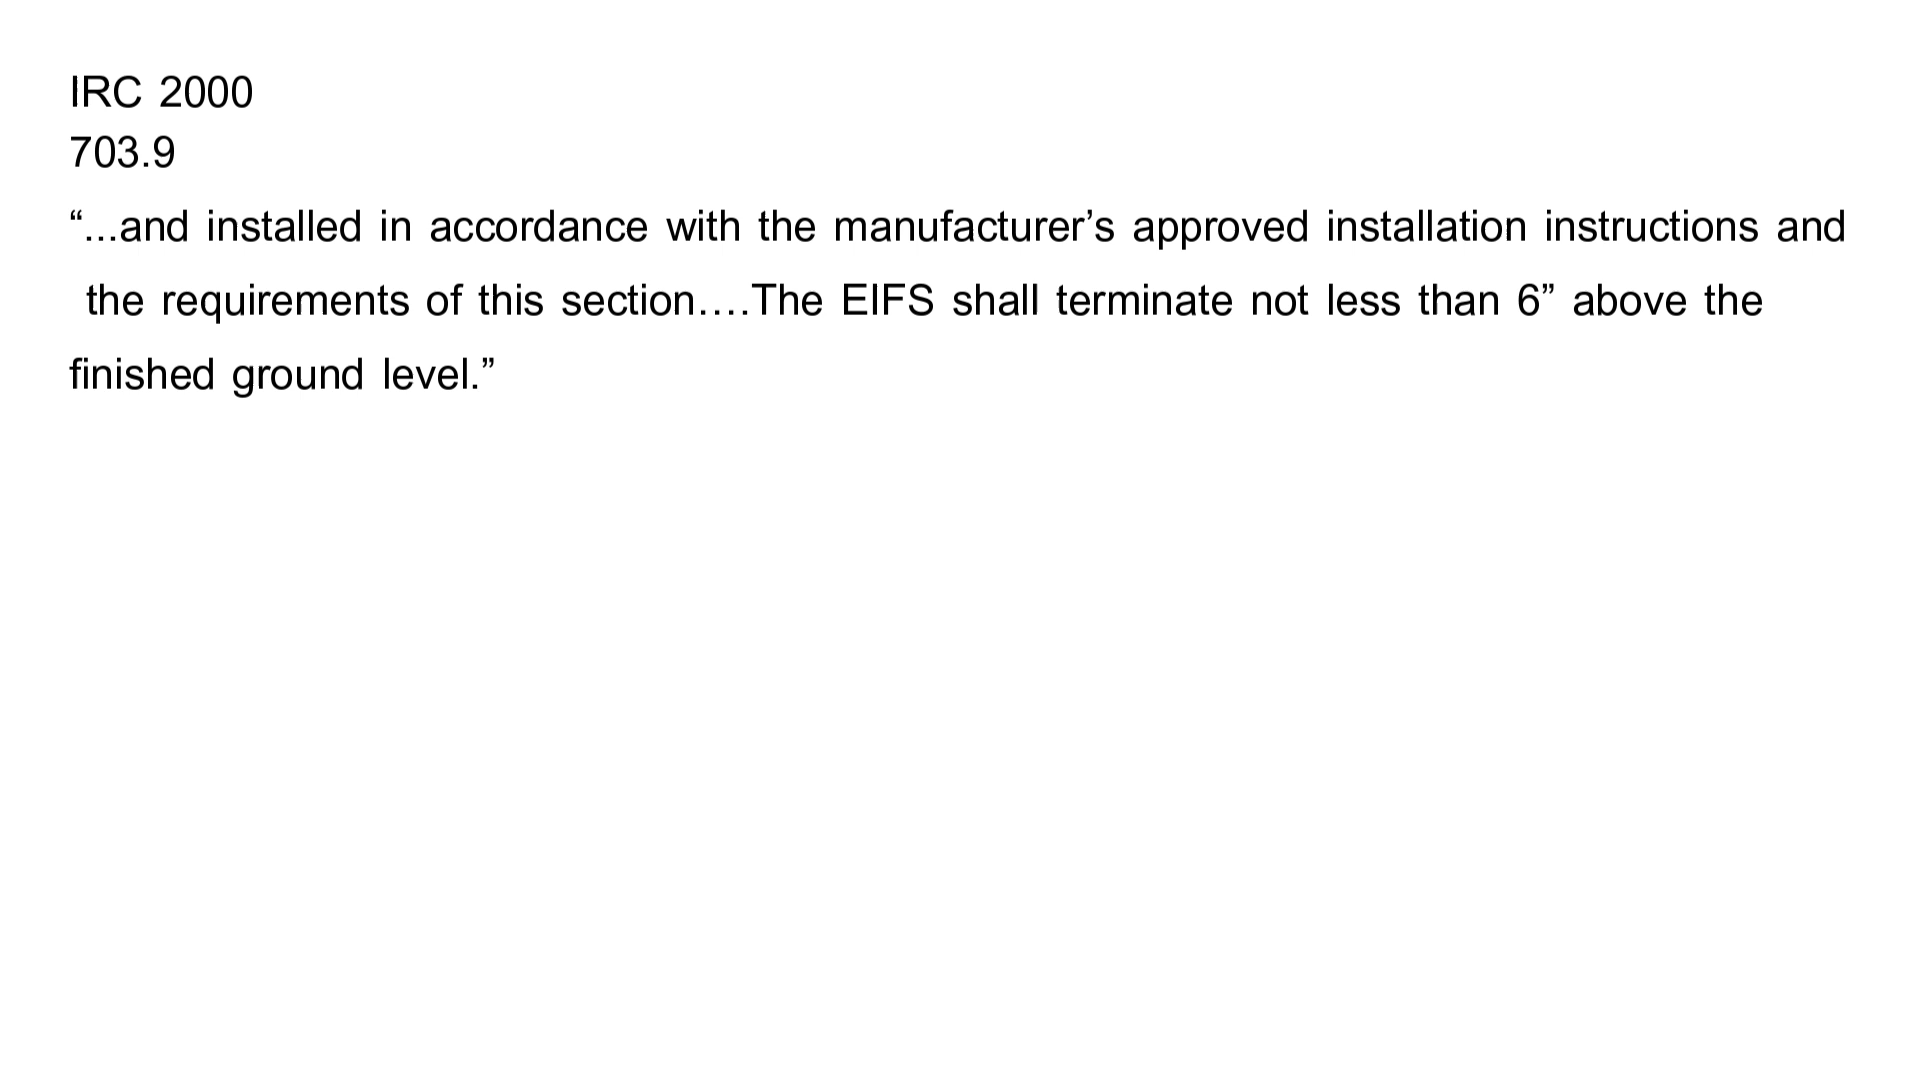 IRC 2000
703.9
“...and installed in accordance with the manufacturer’s approved installation instructions and
the requirements of this section….The EIFS shall terminate not less than 6” above the
finished ground level.”